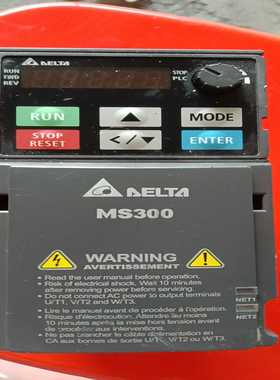 DELTA
RUN
FWD
REV
STOP
PLC
RUN
MODE
STOP
RESET
ENTER
DELTA
MS300
WARNING
AVERTISSEMENT
Read the user manual before operation.
Risk of electrical shock. Wait 10 minutes
after removing power before servicing.
Do not connect AC power to output terminals
U/T1, V/T2 and W/T3.
Lire le manuel avant de procéder à l'opération.
Risque d'électrocution. Attendre au moins
10 minutes après la mise hors tension avant
de procéder aux interventions.
Ne pas brancher le câble d'alimentation en
CA aux bornes de sortie U/T1, V/T2 ou W/T3.
NET1
NET2